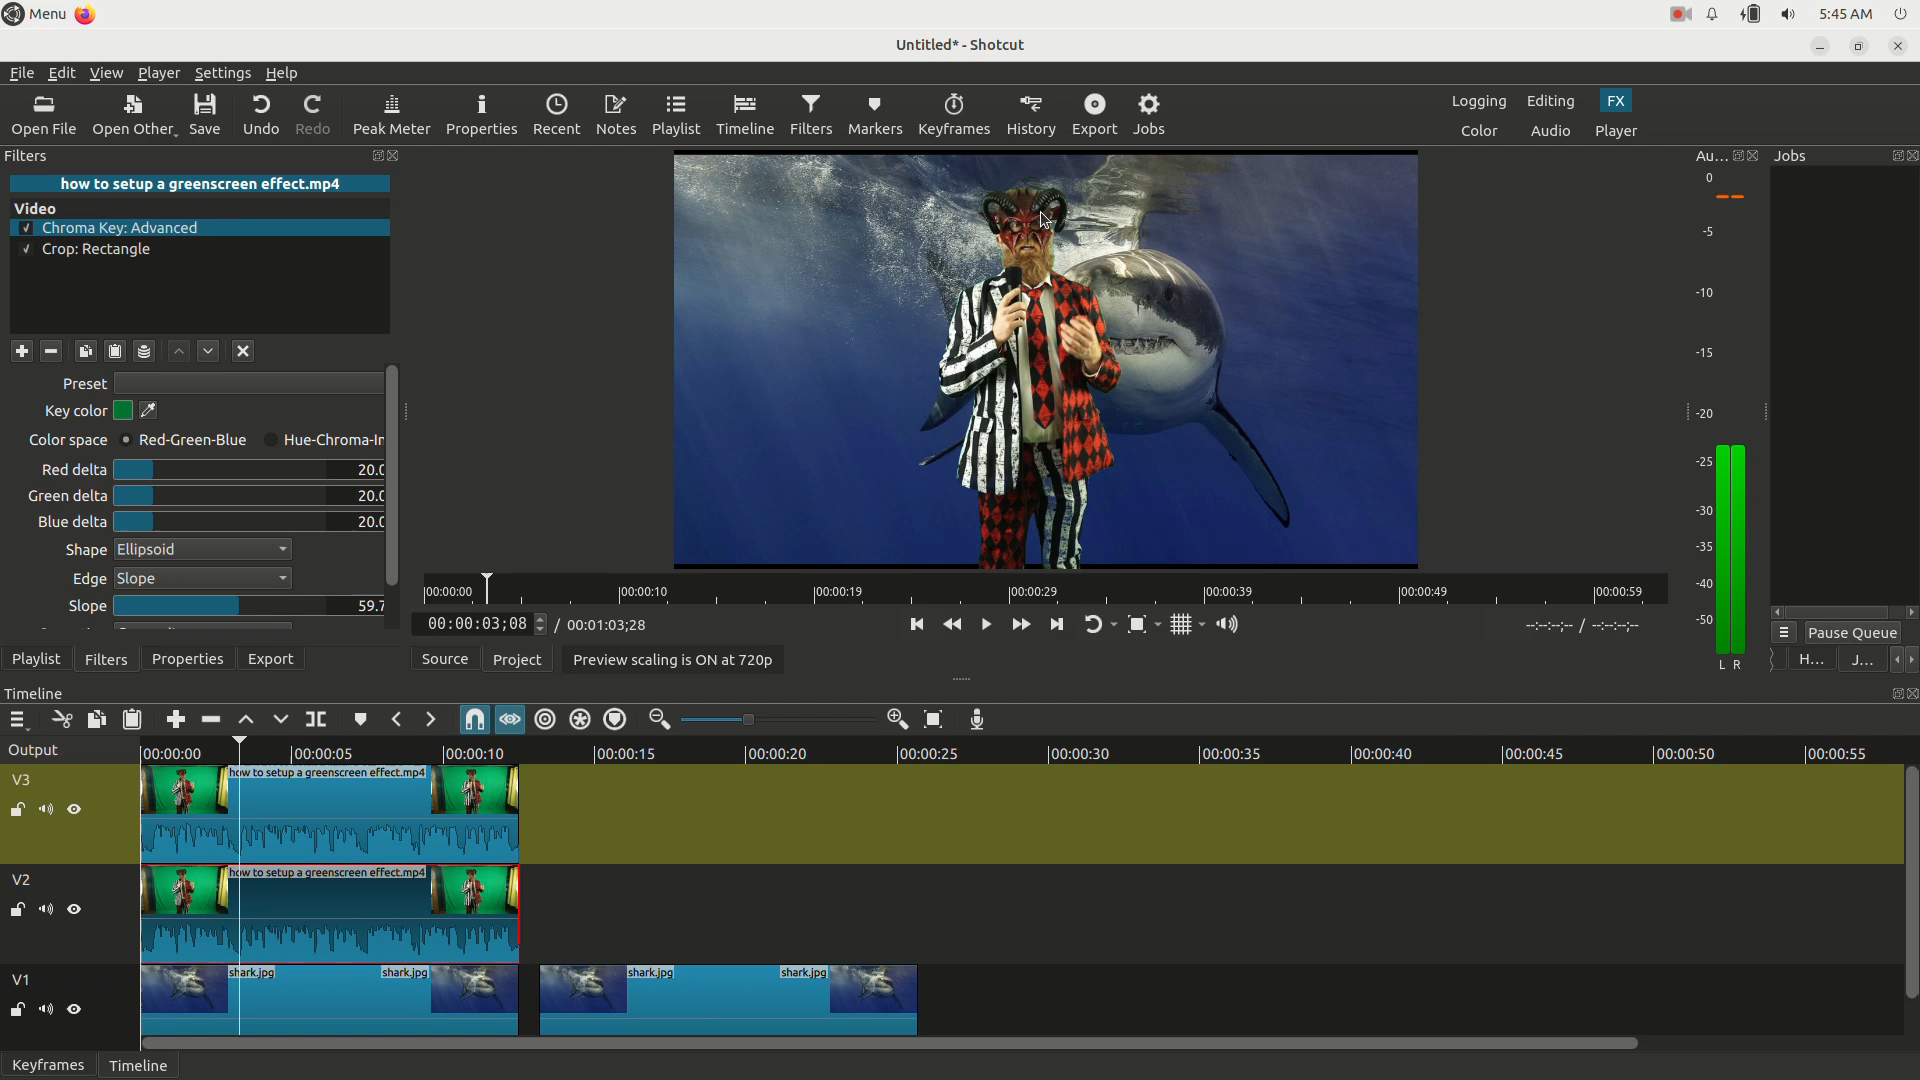 Menu
5:45 AM
Untitled* - Shotcut
File Edit View Player Settings Help
Open File Open Other Save Undo Redo Peak Meter Properties Recent Notes Playlist Timeline Filters Markers Keyframes History Export Jobs
Logging Editing FX
Color Audio Player
Filters
how to setup a greenscreen effect.mp4
Video
Chroma Key: Advanced
Crop: Rectangle
Preset
Key color
Color space Red-Green-Blue Hue-Chroma-In
Red delta 20.0
Green delta 20.0
Blue delta 20.0
Shape Ellipsoid
Edge Slope
Slope 59.7
Playlist Filters Properties Export
00:00:00 00:00:10 00:00:19 00:00:29 00:00:39 00:00:49 00:00:59
00:00:03;08 / 00:01:03;28
--:--:--;-- / --:--:--;--
Source Project Preview scaling is ON at 720p
Au...
0
-5
-10
-15
-20
-25
-30
-35
-40
-50
L R
Jobs
Pause Queue
H... J...
Timeline
Output
00:00:00 00:00:05 00:00:10 00:00:15 00:00:20 00:00:25 00:00:30 00:00:35 00:00:40 00:00:45 00:00:50 00:00:55
V3
how to setup a greenscreen effect.mp4
V2
how to setup a greenscreen effect.mp4
V1
shark.jpg shark.jpg shark.jpg shark.jpg
Keyframes Timeline